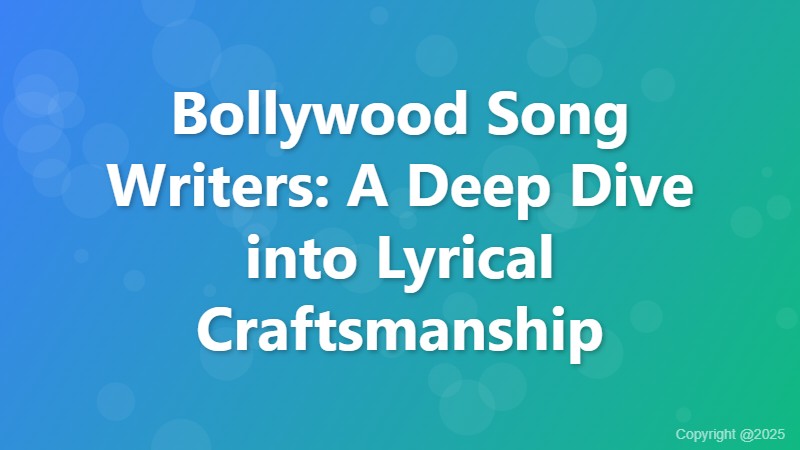 Bollywood Song
Writers: A Deep Dive
into Lyrical
Craftsmanship
Copyright @2025